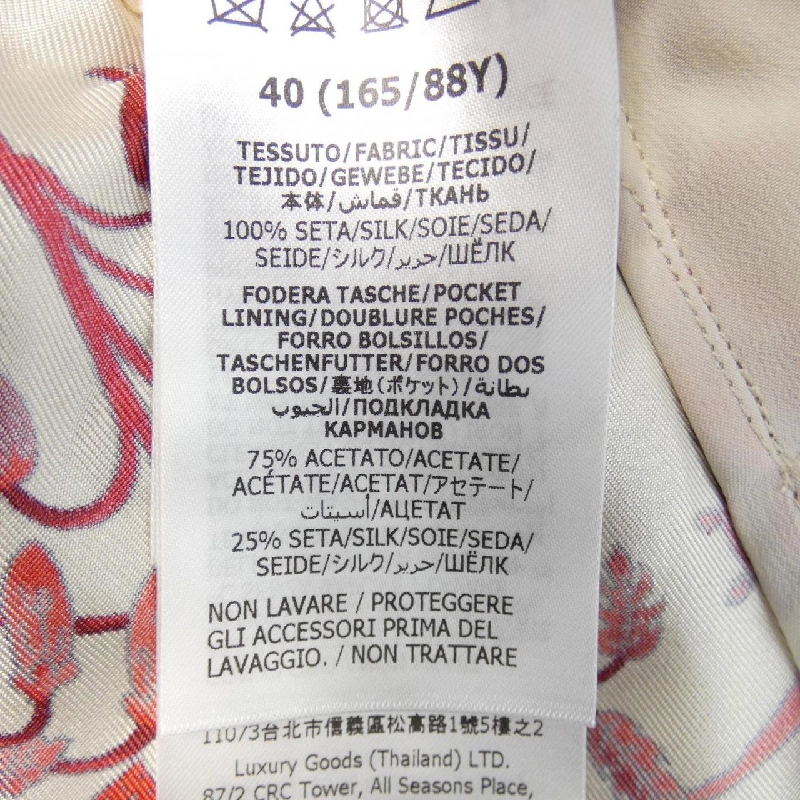 40 (165/88Y)
TESSUTO/FABRIC/TISSU/
TEJIDO/GEWEBE/TECIDO/
本体/قماش/ТКАНЬ
100% SETA/SILK/SOIE/SEDA/
SEIDE/シルク/حرير/ШЁЛК
FODERA TASCHE/POCKET
LINING/DOUBLURE POCHES/
FORRO BOLSILLOS/
TASCHENFUTTER/FORRO DOS
BOLSOS/裏地(ポケット)/بطانة
الجيوب/ПОДКЛАДКА
КАРМАНОВ
75% ACETATO/ACETATE/
ACÉTATE/ACETAT/アセテート/
أسيتات/АЦЕТАТ
25% SETA/SILK/SOIE/SEDA/
SEIDE/シルク/حرير/ШЁЛК
NON LAVARE / PROTEGGERE
GLI ACCESSORI PRIMA DEL
LAVAGGIO. / NON TRATTARE
11073台北市信義區松高路1號5樓之2
Luxury Goods (Thailand) LTD.
87/2 CRC Tower, All Seasons Place,